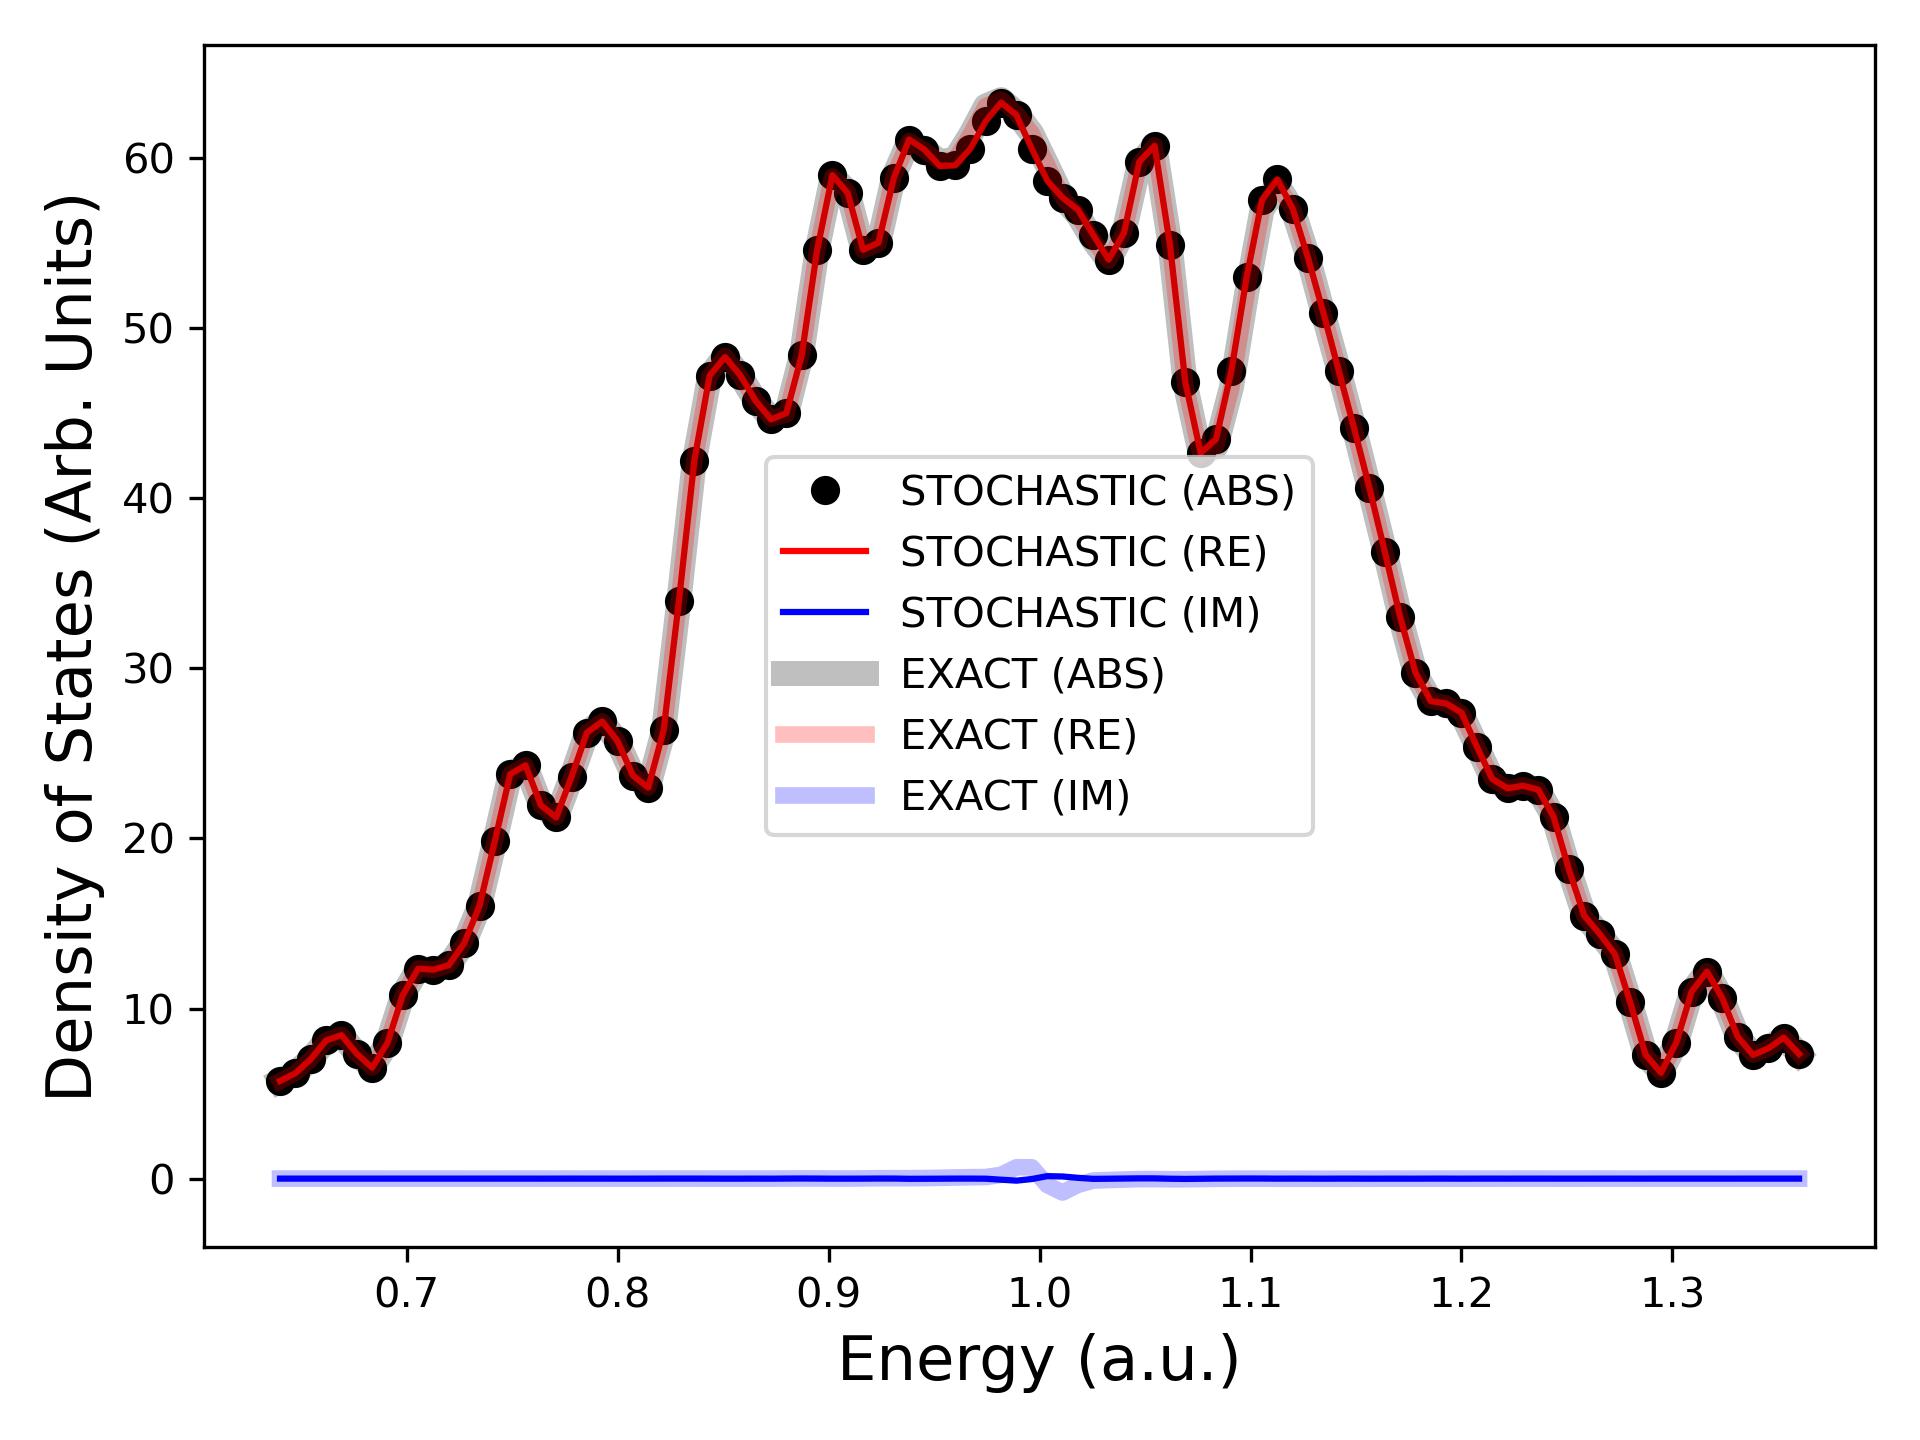 Density of States (Arb. Units)
60
50
40
30
20
10
0
STOCHASTIC (ABS)
STOCHASTIC (RE)
STOCHASTIC (IM)
EXACT (ABS)
EXACT (RE)
EXACT (IM)
0.7 0.8 0.9 1.0 1.1 1.2 1.3
Energy (a.u.)